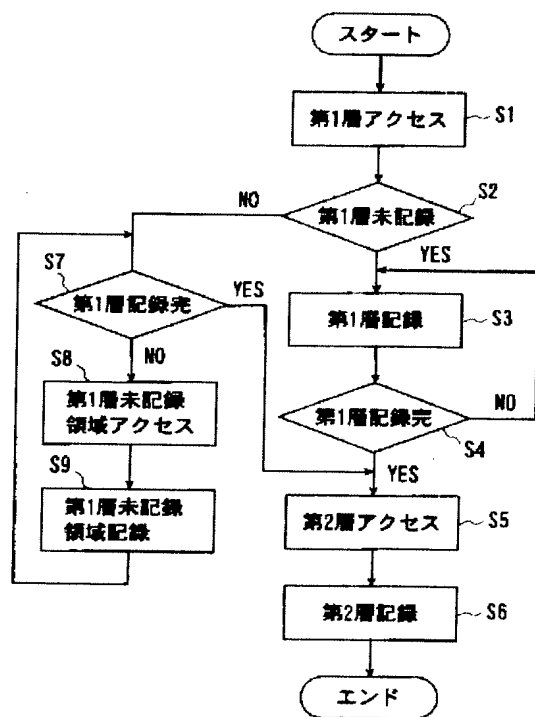 スタート
第1層アクセス
S1
第1層未記録
S2
NO
YES
第1層記録
S3
第1層記録完
S4
NO
YES
第2層アクセス
S5
第2層記録
S6
エンド
S7
第1層記録完
YES
NO
S8
第1層未記録
領域アクセス
S9
第1層未記録
領域記録